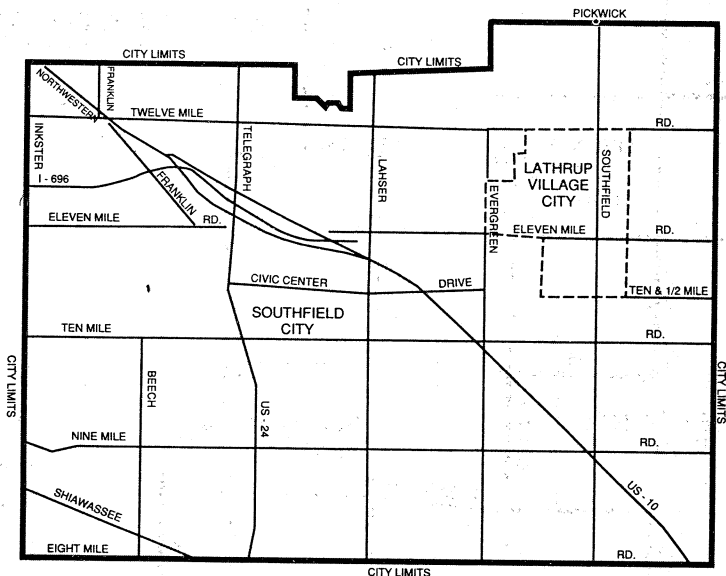 PICKWICK
CITY LIMITS
CITY LIMITS
NORTHWESTERN
FRANKLIN
TWELVE MILE
RD.
INKSTER
TELEGRAPH
LAHSER
EVERGREEN
LATHRUP
VILLAGE
CITY
SOUTHFIELD
I - 696
FRANKLIN
ELEVEN MILE
RD.
ELEVEN MILE
RD.
CIVIC CENTER
DRIVE
TEN & 1/2 MILE
SOUTHFIELD
CITY
TEN MILE
RD.
CITY LIMITS
BEECH
US - 24
CITY LIMITS
NINE MILE
RD.
SHIAWASSEE
US - 10
EIGHT MILE
RD.
CITY LIMITS